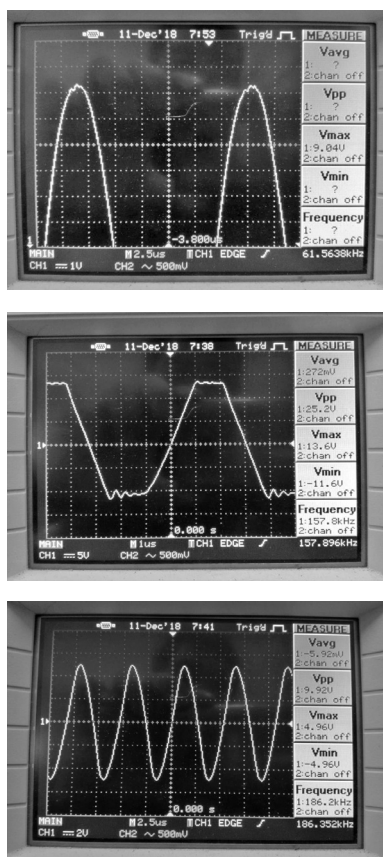 11-Dec'18 7:53 Trig'd MEASURE
Vavg
1: ?
2:chan off
Vpp
1: ?
2:chan off
Vmax
1:9.04V
2:chan off
Vmin
1: ?
2:chan off
Frequency
1: ?
2:chan off
-3.800us
MAIN M 2.5us CH1 EDGE 61.5638kHz
CH1 1V CH2 ~ 500mV
11-Dec'18 7:38 Trig'd MEASURE
Vavg
1:272mV
2:chan off
Vpp
1:25.2V
2:chan off
Vmax
1:13.6V
2:chan off
Vmin
1:-11.6V
2:chan off
Frequency
1:157.8kHz
2:chan off
1
0.000 s
MAIN M 1us CH1 EDGE 157.896kHz
CH1 5V CH2 ~ 500mV
11-Dec'18 7:41 Trig'd MEASURE
Vavg
1:-5.92mV
2:chan off
Vpp
1:9.92V
2:chan off
Vmax
1:4.96V
2:chan off
Vmin
1:-4.96V
2:chan off
Frequency
1:186.2kHz
2:chan off
1
0.000 s
MAIN M 2.5us CH1 EDGE 186.352kHz
CH1 2V CH2 ~ 500mV